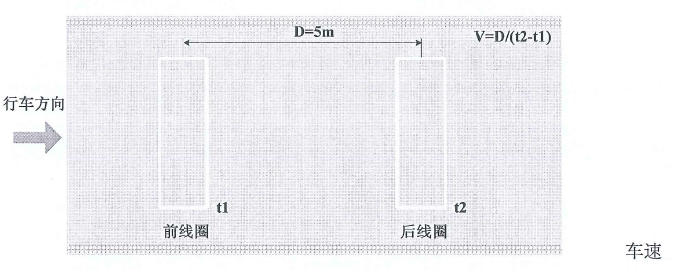 D=5m
V=D/(t2-t1)
行车方向
t1
t2
前线圈
后线圈
车速